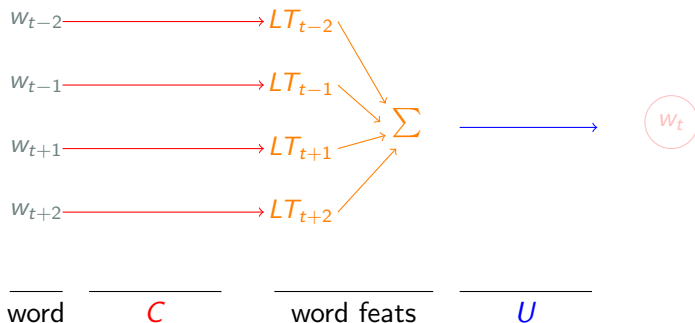 w_{t−2} LT_{t−2}
w_{t−1} LT_{t−1}
∑ w_t
w_{t+1} LT_{t+1}
w_{t+2} LT_{t+2}
word C word feats U